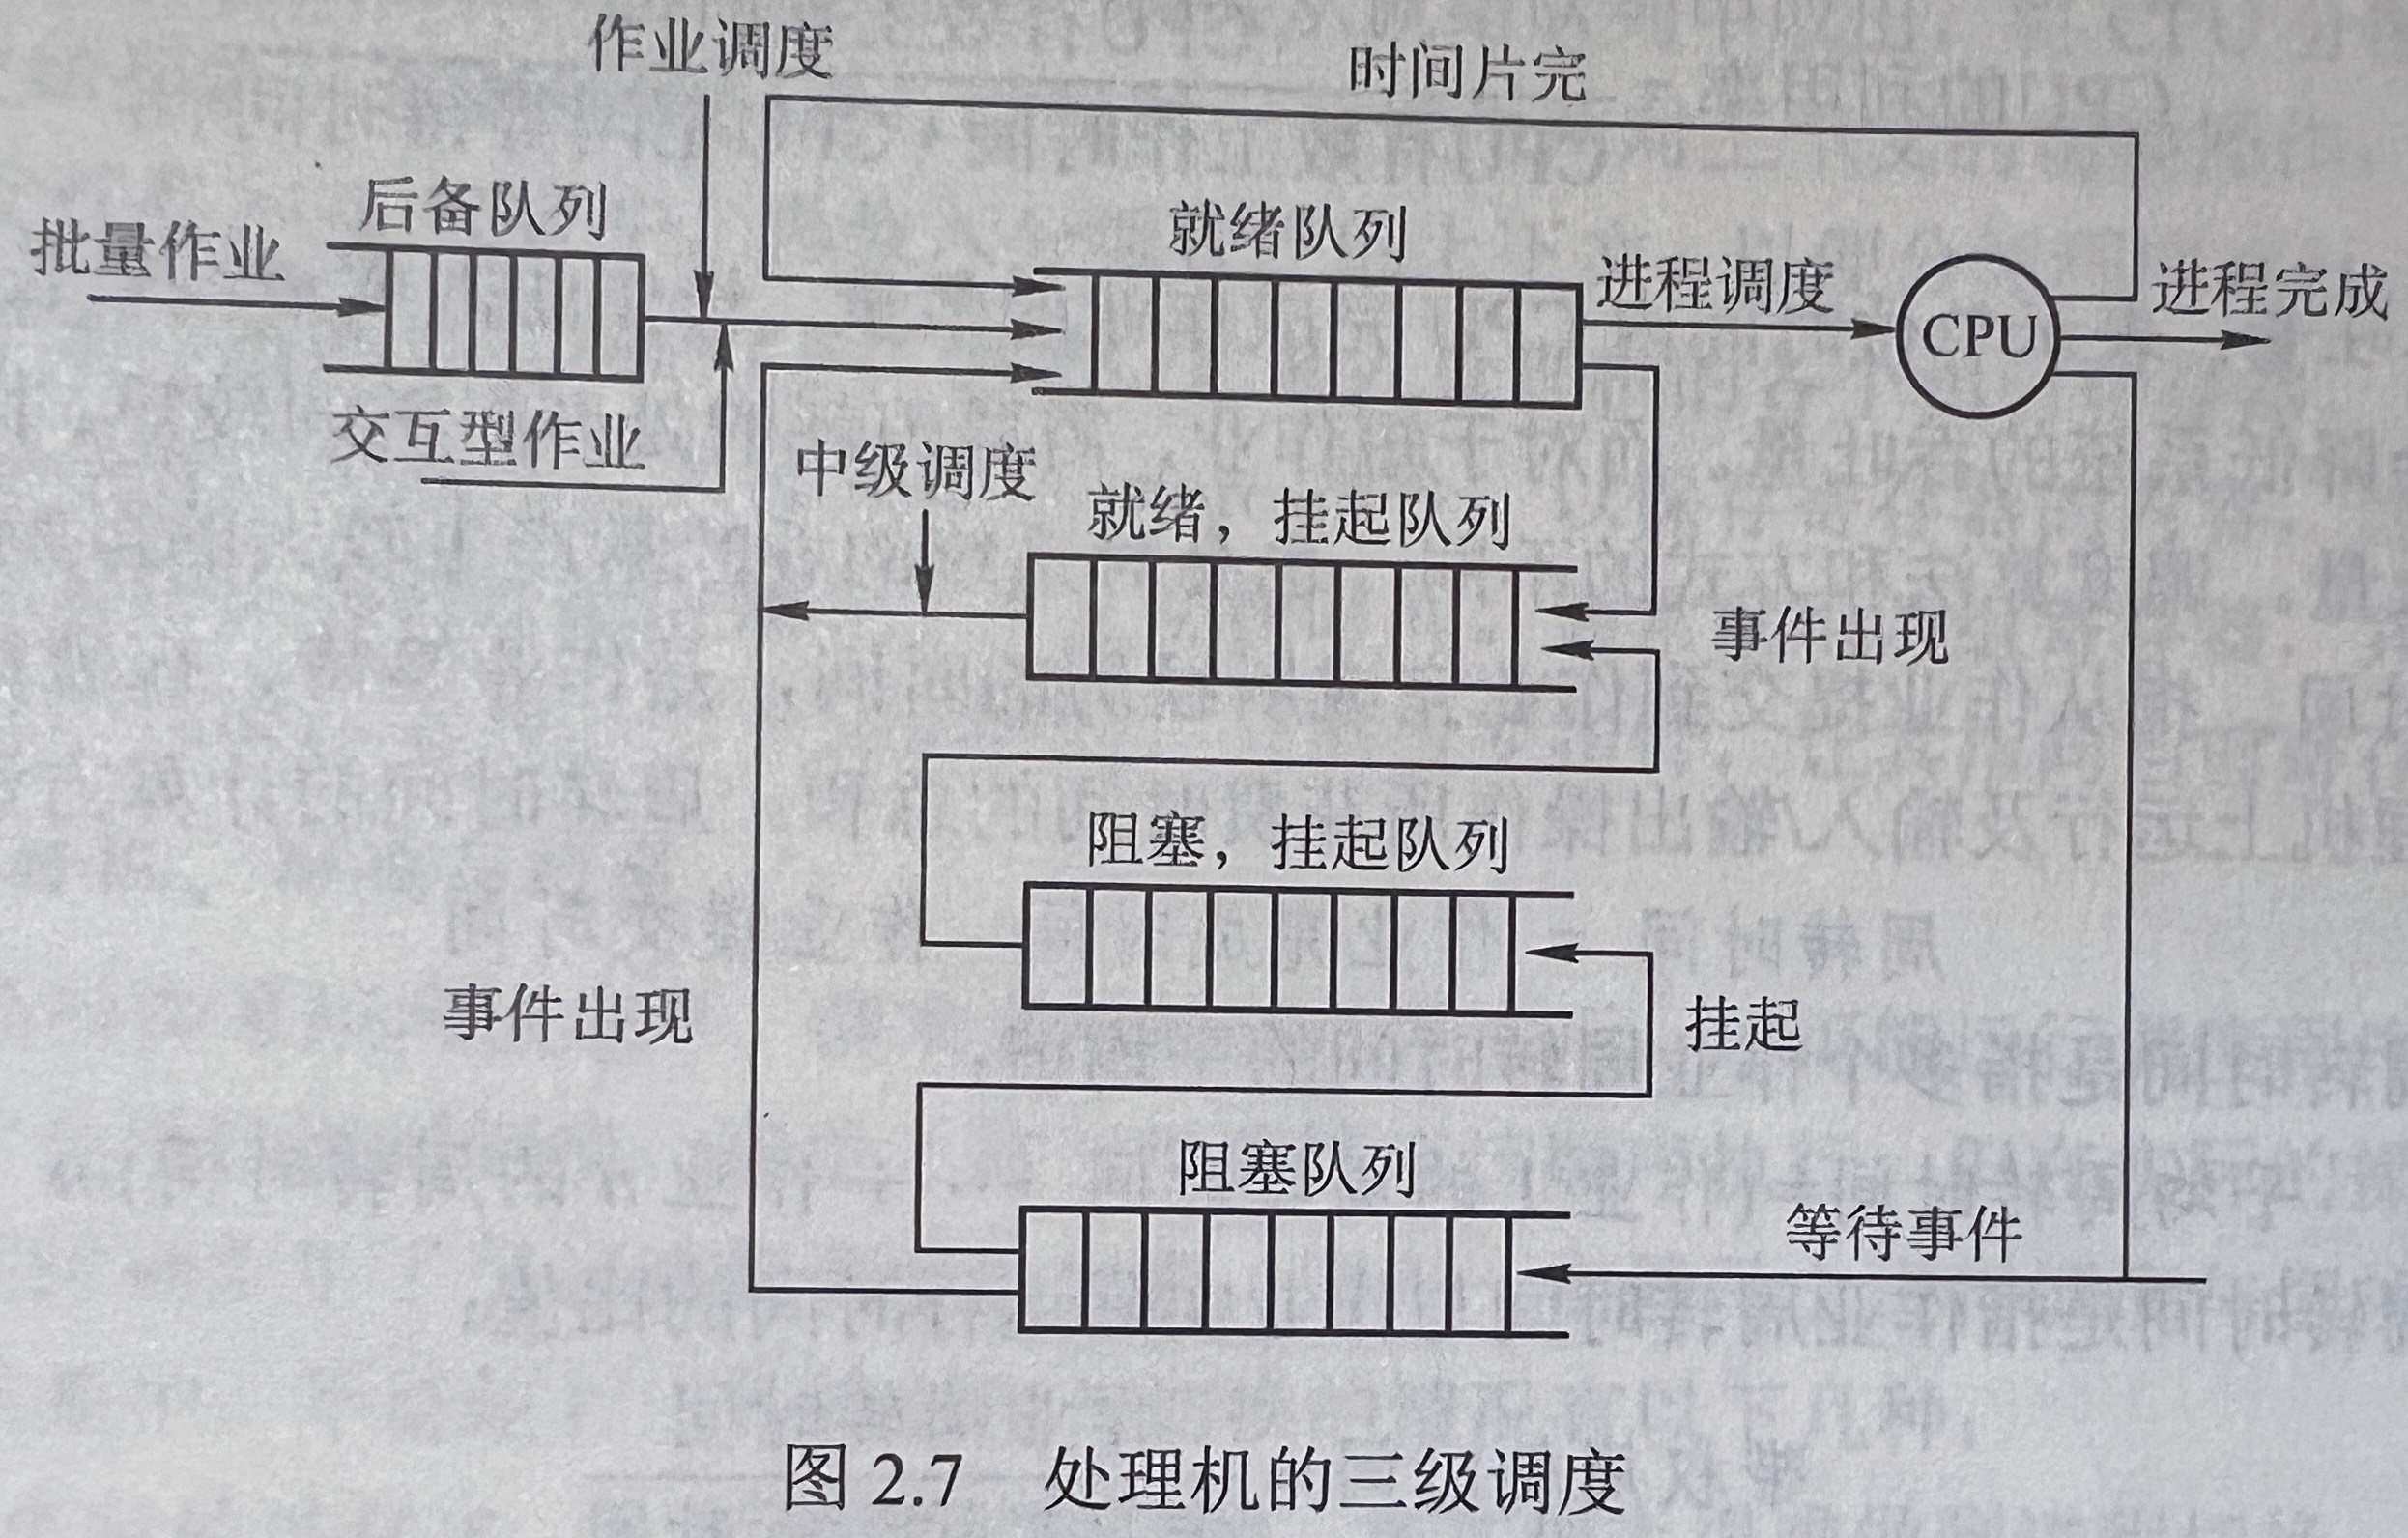 作业调度
时间片完
后备队列
批量作业
就绪队列
进程调度
CPU
进程完成
交互型作业
中级调度
就绪，挂起队列
事件出现
阻塞，挂起队列
事件出现
挂起
阻塞队列
等待事件
图 2.7 处理机的三级调度